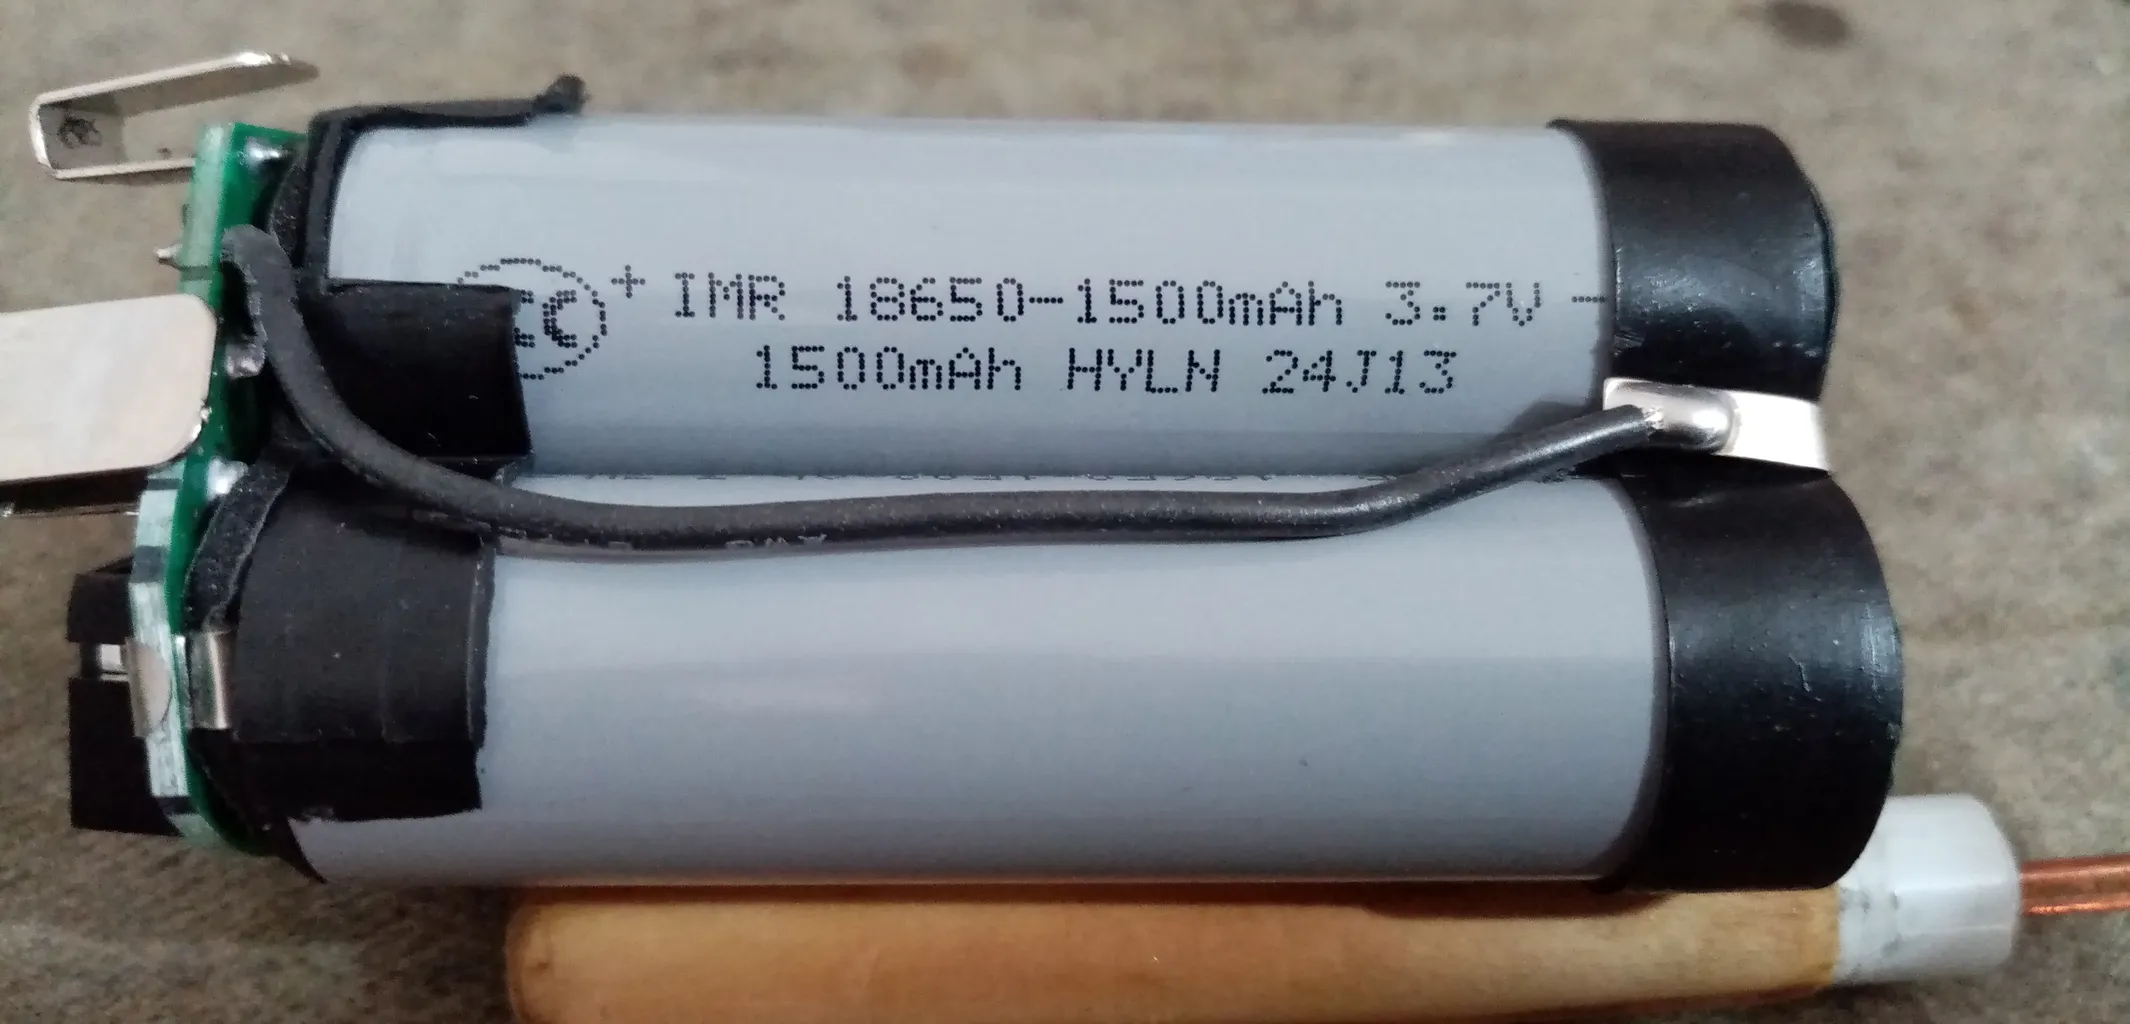 + IMR 18650-1500mAh 3.7V -
1500mAh HYLN 24J13